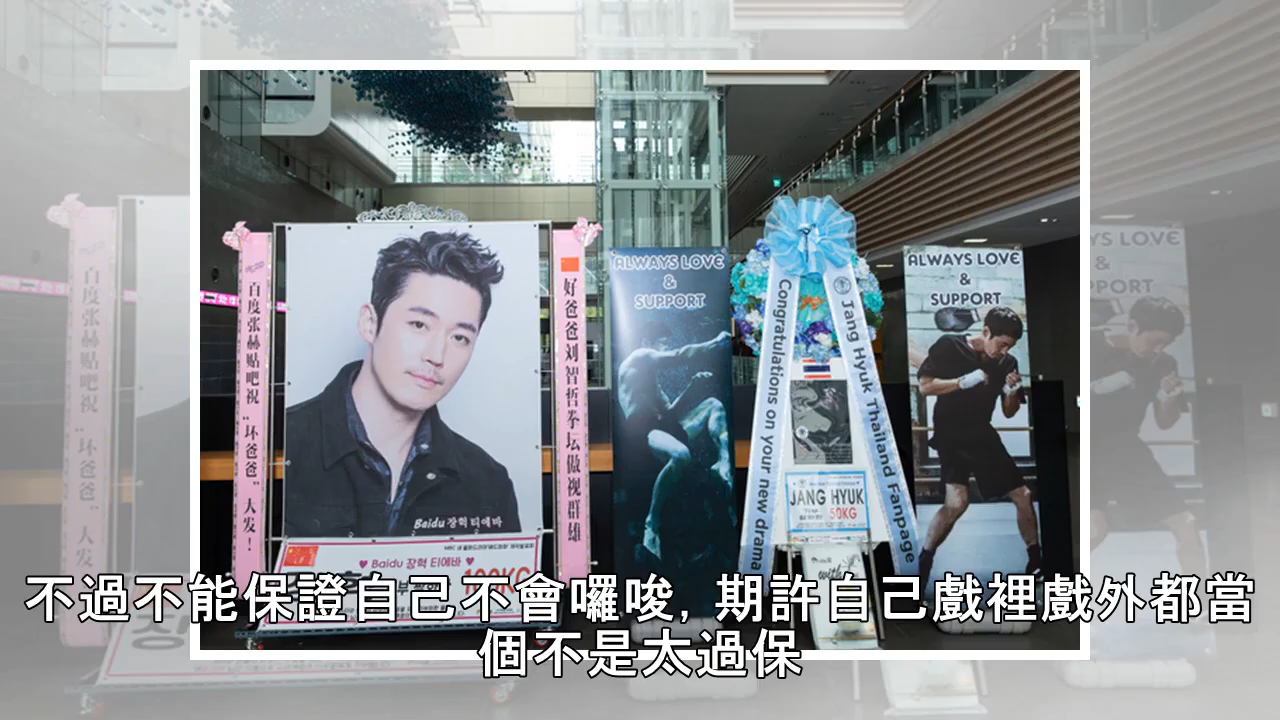 百度张赫贴吧祝„坏爸爸”大发！
Baidu 장혁 티에바
♥ Baidu 장혁 티에바 ♥
100KG
好爸爸刘智哲拳坛傲视群雄
ALWAYS LOVE
&
SUPPORT
Congratulations on your new drama
Jang Hyuk Thailand Fanpage
JANG HYUK
50KG
with
ALWAYS LOVE
&
SUPPORT
不過不能保證自己不會囉唆, 期許自己戲裡戲外都當
個不是太過保